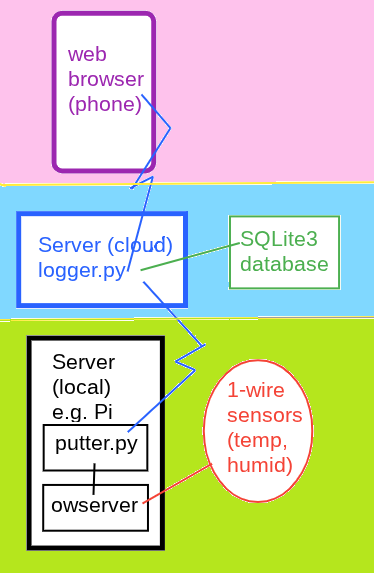 web
browser
(phone)
Server (cloud)
logger.py
SQLite3
database
Server
(local)
e.g. Pi
putter.py
owserver
1-wire
sensors
(temp,
humid)